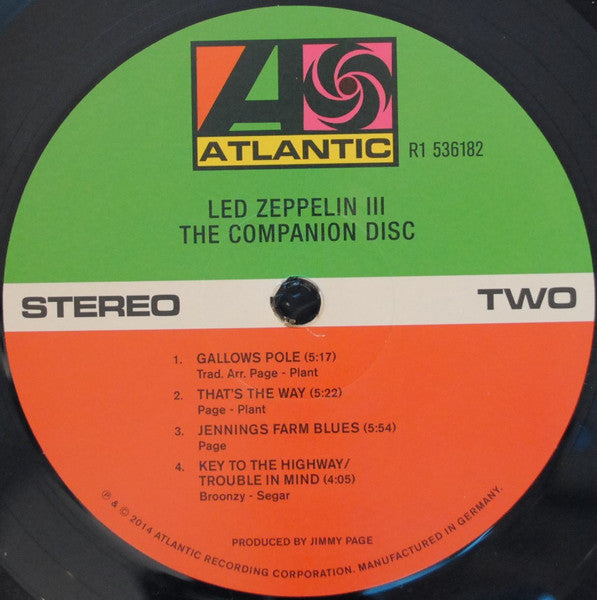 ATLANTIC
R1 536182
LED ZEPPELIN III
THE COMPANION DISC
STEREO
TWO
1. GALLOWS POLE (5:17)
Trad. Arr. Page - Plant
2. THAT'S THE WAY (5:22)
Page - Plant
3. JENNINGS FARM BLUES (5:54)
Page
4. KEY TO THE HIGHWAY/
TROUBLE IN MIND (4:05)
Broonzy - Segar
PRODUCED BY JIMMY PAGE
℗ & © 2014 ATLANTIC RECORDING CORPORATION. MANUFACTURED IN GERMANY.